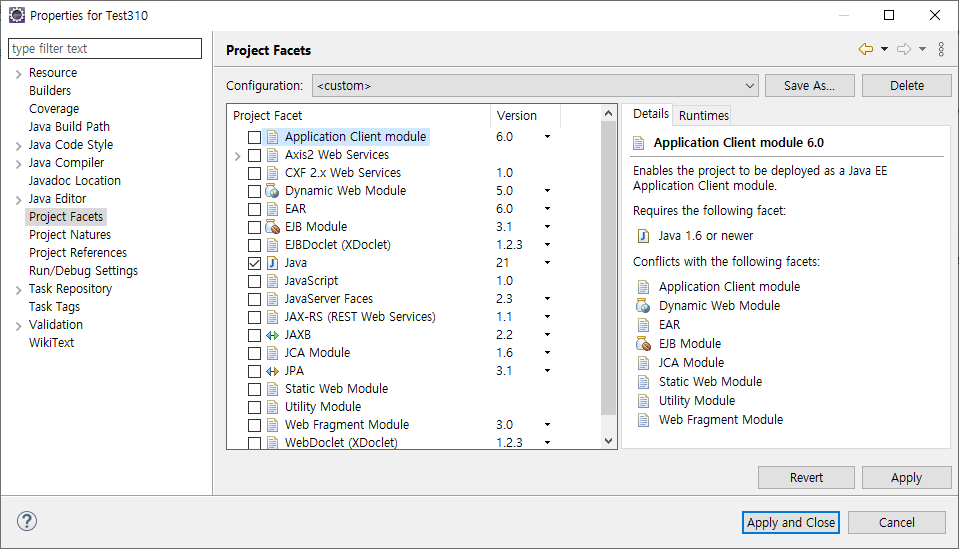 Properties for Test310
type filter text
Resource
Builders
Coverage
Java Build Path
Java Code Style
Java Compiler
Javadoc Location
Java Editor
Project Facets
Project Natures
Project References
Run/Debug Settings
Task Repository
Task Tags
Validation
WikiText
Project Facets
Configuration: <custom> Save As... Delete
Project Facet Version
Application Client module 6.0
Axis2 Web Services
CXF 2.x Web Services 1.0
Dynamic Web Module 5.0
EAR 6.0
EJB Module 3.1
EJBDoclet (XDoclet) 1.2.3
Java 21
JavaScript 1.0
JavaServer Faces 2.3
JAX-RS (REST Web Services) 1.1
JAXB 2.2
JCA Module 1.6
JPA 3.1
Static Web Module
Utility Module
Web Fragment Module 3.0
WebDoclet (XDoclet) 1.2.3
Details Runtimes
Application Client module 6.0
Enables the project to be deployed as a Java EE
Application Client module.
Requires the following facet:
Java 1.6 or newer
Conflicts with the following facets:
Application Client module
Dynamic Web Module
EAR
EJB Module
JCA Module
Static Web Module
Utility Module
Web Fragment Module
Revert Apply
? Apply and Close Cancel